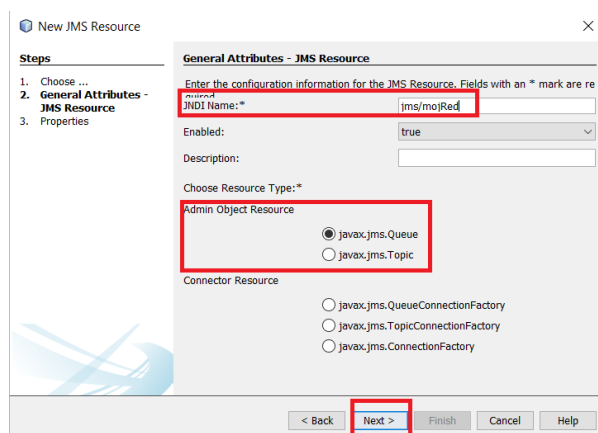 New JMS Resource
Steps
1. Choose ...
2. General Attributes -
JMS Resource
3. Properties
General Attributes - JMS Resource
Enter the configuration information for the JMS Resource. Fields with an * mark are re
quired.
JNDI Name:* jms/mojRed
Enabled: true
Description:
Choose Resource Type:*
Admin Object Resource
javax.jms.Queue
javax.jms.Topic
Connector Resource
javax.jms.QueueConnectionFactory
javax.jms.TopicConnectionFactory
javax.jms.ConnectionFactory
< Back Next > Finish Cancel Help